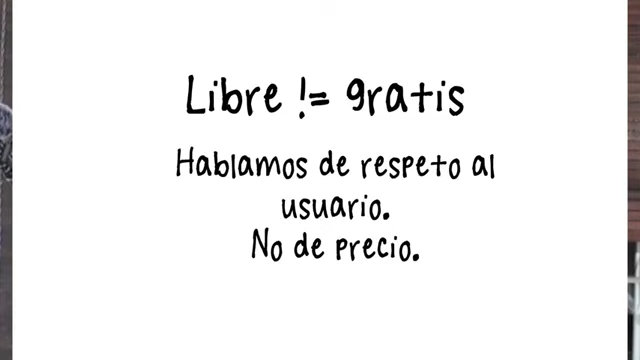 Libre != gratis
Hablamos de respeto al
usuario.
No de precio.